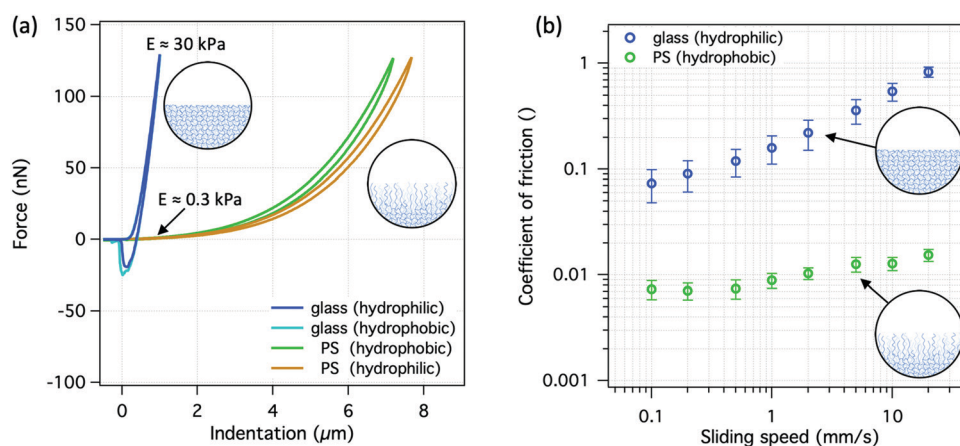 (a)
150
100
50
0
-50
-100
Force (nN)
E ≈ 30 kPa
E ≈ 0.3 kPa
glass (hydrophilic)
glass (hydrophobic)
PS (hydrophobic)
PS (hydrophilic)
0 2 4 6 8
Indentation (μm)
(b)
glass (hydrophilic)
PS (hydrophobic)
1
0.1
0.01
0.001
Coefficient of friction ()
0.1 1 10
Sliding speed (mm/s)